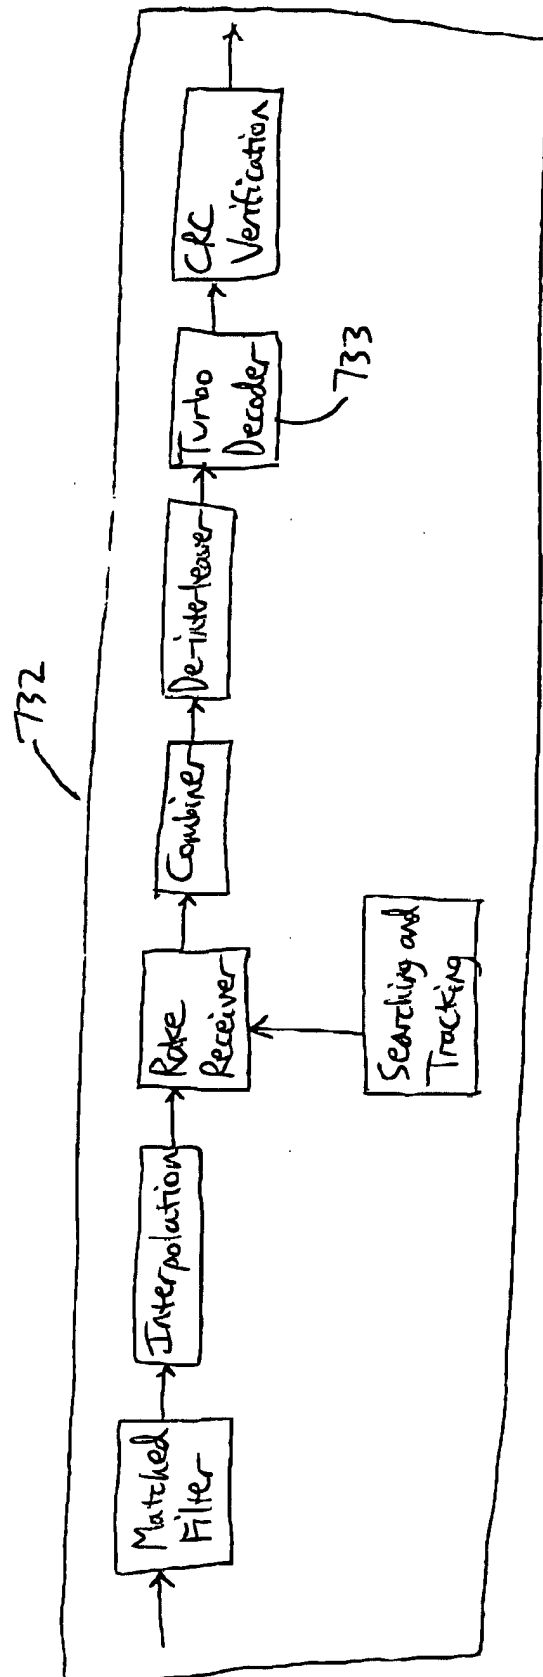 732
Matched
Filter
Interpolation
Rake
Receiver
Searching and
Tracking
Combiner
De-interleaver
Turbo
Decoder
733
CRC
Verification